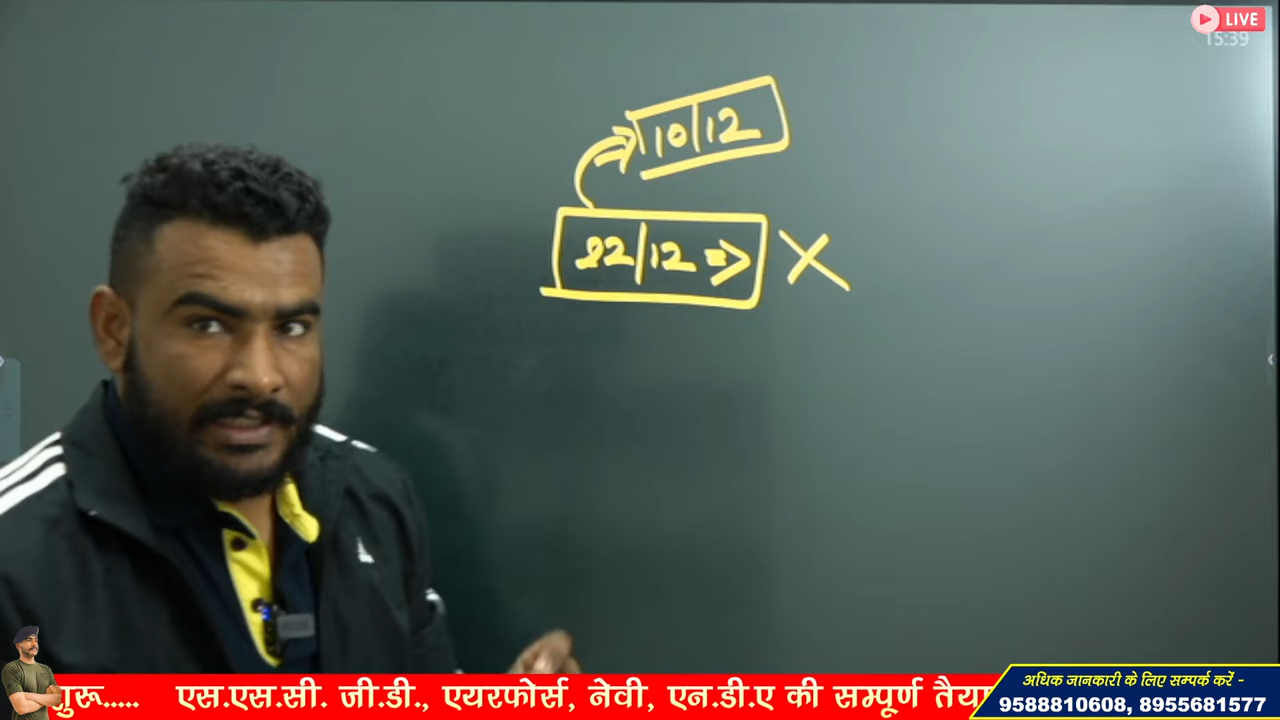 LIVE
15:39
10/12
22/12 => X
गुरू..... एस.एस.सी. जी.डी., एयरफोर्स, नेवी, एन.डी.ए की सम्पूर्ण
अधिक जानकारी के लिए सम्पर्क करें -
9588810608, 8955681577